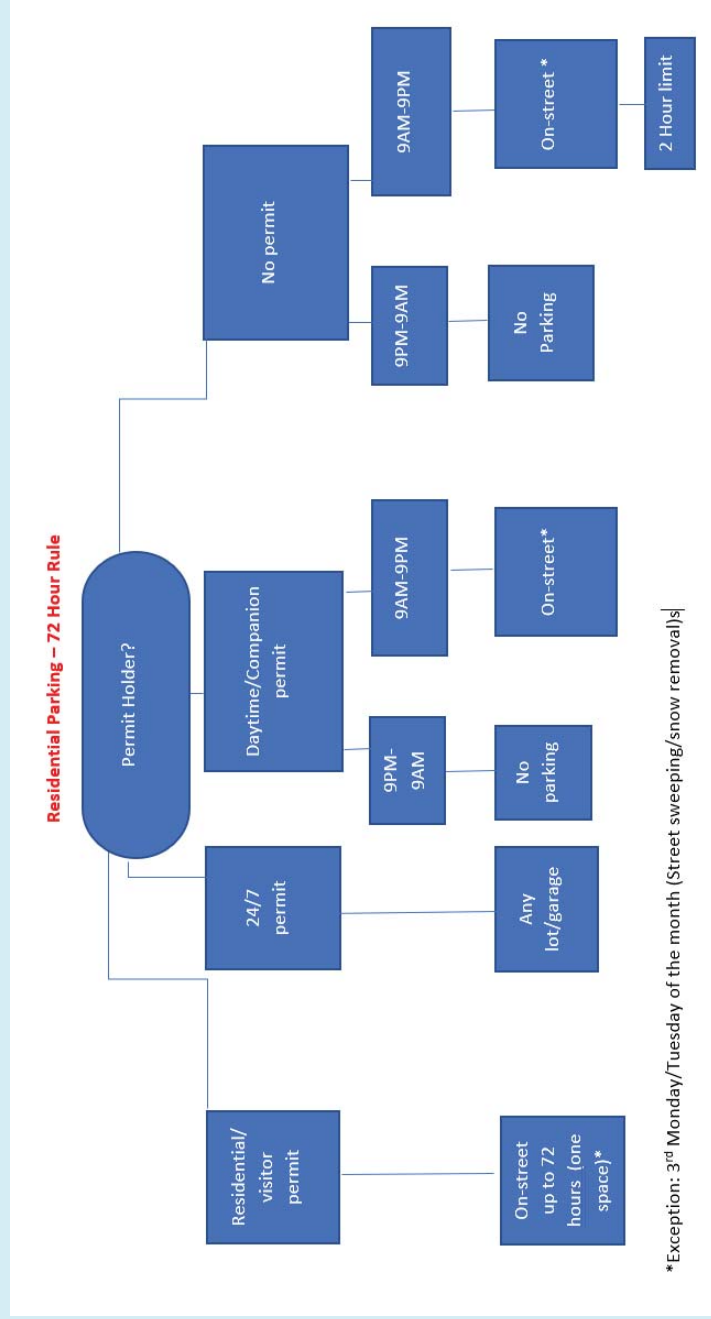 Residential Parking – 72 Hour Rule
Permit Holder?
Residential/
visitor
permit
24/7
permit
Daytime/Companion
permit
No permit
9PM-
9AM
9AM-9PM
9PM-9AM
9AM-9PM
On-street
up to 72
hours (one
space)*
Any
lot/garage
No
parking
On-street*
No
Parking
On-street *
2 Hour limit
*Exception: 3rd Monday/Tuesday of the month (Street sweeping/snow removal)s